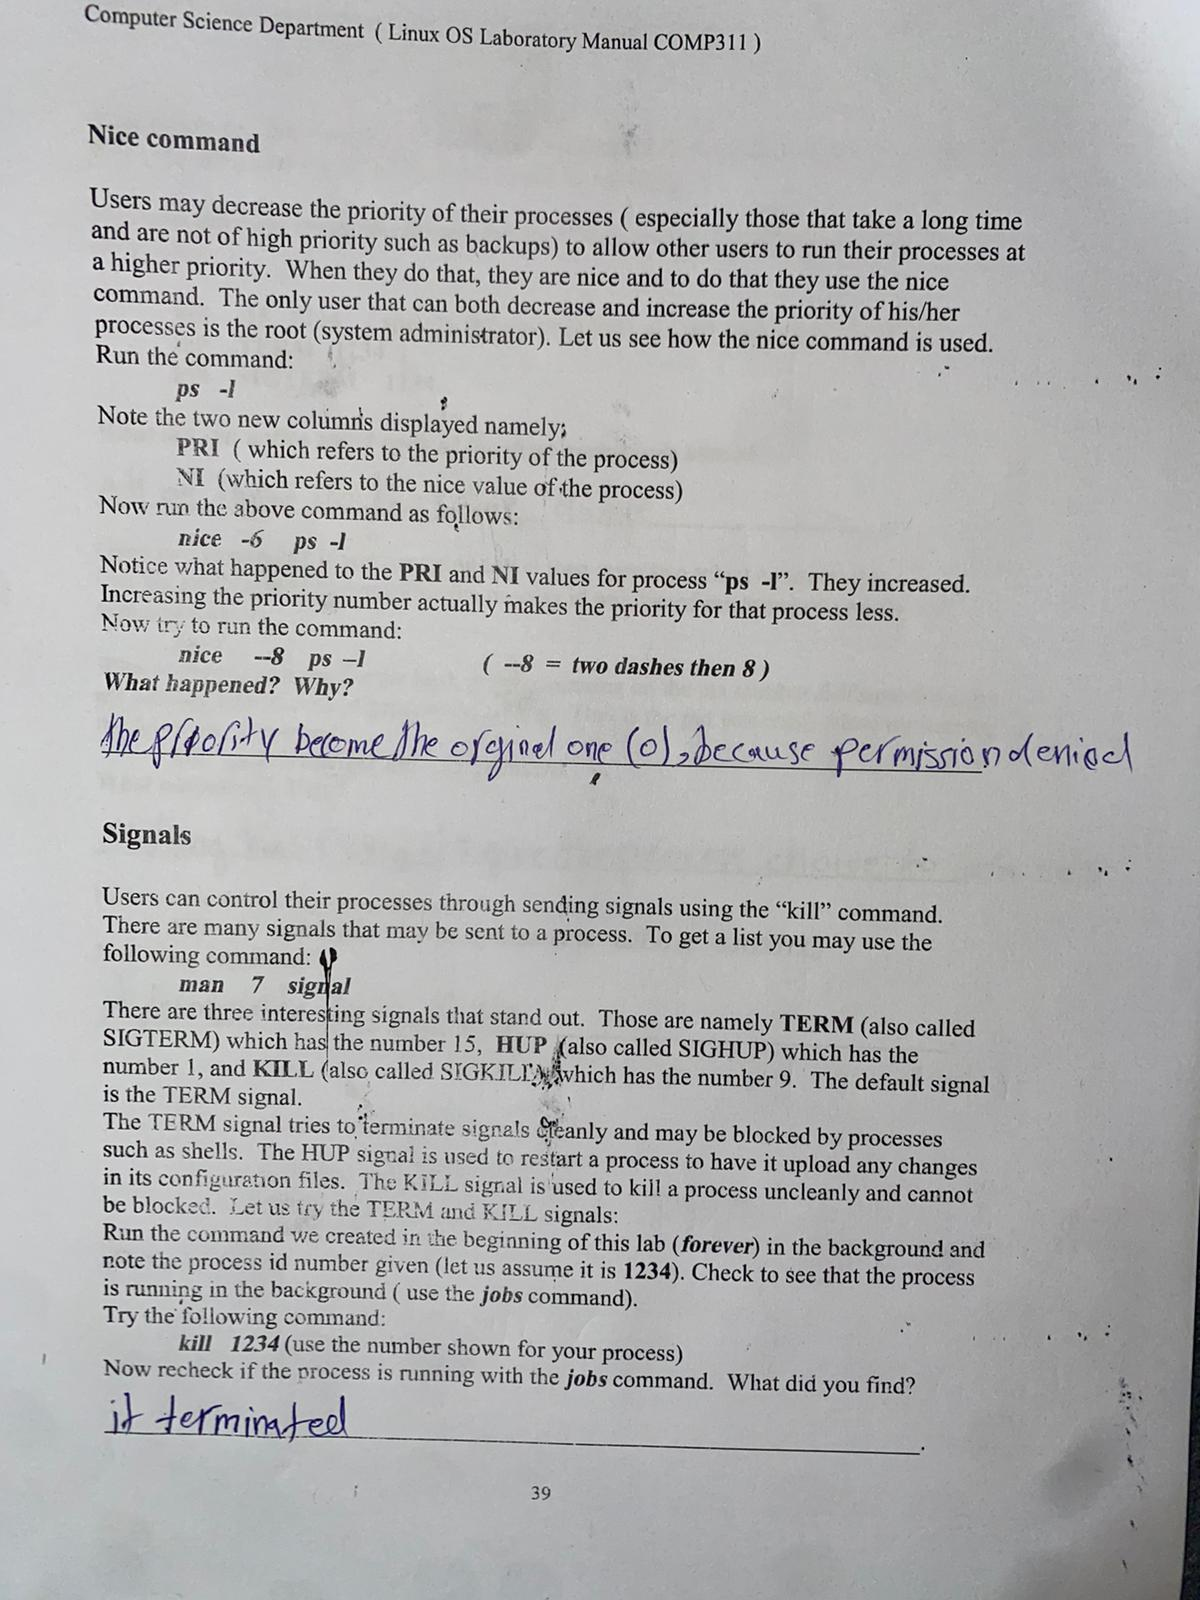 Computer Science Department ( Linux OS Laboratory Manual COMP311 )
Nice command
Users may decrease the priority of their processes ( especially those that take a long time
and are not of high priority such as backups) to allow other users to run their processes at
a higher priority. When they do that, they are nice and to do that they use the nice
command. The only user that can both decrease and increase the priority of his/her
processes is the root (system administrator). Let us see how the nice command is used.
Run the command:
ps -l
Note the two new columns displayed namely;
PRI ( which refers to the priority of the process)
NI (which refers to the nice value of the process)
Now run the above command as follows:
nice -6 ps -l
Notice what happened to the PRI and NI values for process “ps -l”. They increased.
Increasing the priority number actually makes the priority for that process less.
Now try to run the command:
nice --8 ps –l ( --8 = two dashes then 8 )
What happened? Why?
the priority become the orginel one (0), because permission denied
Signals
Users can control their processes through sending signals using the “kill” command.
There are many signals that may be sent to a process. To get a list you may use the
following command:
man 7 signal
There are three interesting signals that stand out. Those are namely TERM (also called
SIGTERM) which has the number 15, HUP (also called SIGHUP) which has the
number 1, and KILL (also called SIGKILL) which has the number 9. The default signal
is the TERM signal.
The TERM signal tries to terminate signals cleanly and may be blocked by processes
such as shells. The HUP signal is used to restart a process to have it upload any changes
in its configuration files. The KILL signal is used to kill a process uncleanly and cannot
be blocked. Let us try the TERM and KILL signals:
Run the command we created in the beginning of this lab (forever) in the background and
note the process id number given (let us assume it is 1234). Check to see that the process
is running in the background ( use the jobs command).
Try the following command:
kill 1234 (use the number shown for your process)
Now recheck if the process is running with the jobs command. What did you find?
it terminated
39